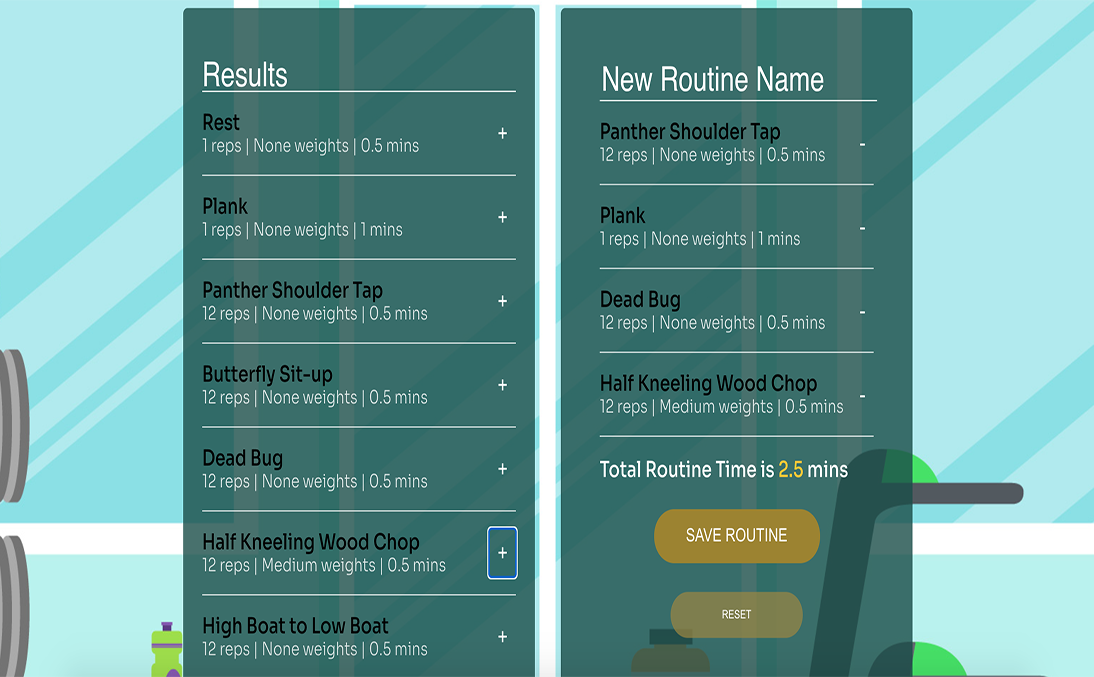 Results
Rest
1 reps | None weights | 0.5 mins
+
Plank
1 reps | None weights | 1 mins
+
Panther Shoulder Tap
12 reps | None weights | 0.5 mins
+
Butterfly Sit-up
12 reps | None weights | 0.5 mins
+
Dead Bug
12 reps | None weights | 0.5 mins
+
Half Kneeling Wood Chop
12 reps | Medium weights | 0.5 mins
+
High Boat to Low Boat
12 reps | None weights | 0.5 mins
+
New Routine Name
Panther Shoulder Tap
12 reps | None weights | 0.5 mins
-
Plank
1 reps | None weights | 1 mins
-
Dead Bug
12 reps | None weights | 0.5 mins
-
Half Kneeling Wood Chop
12 reps | Medium weights | 0.5 mins
-
Total Routine Time is 2.5 mins
SAVE ROUTINE
RESET